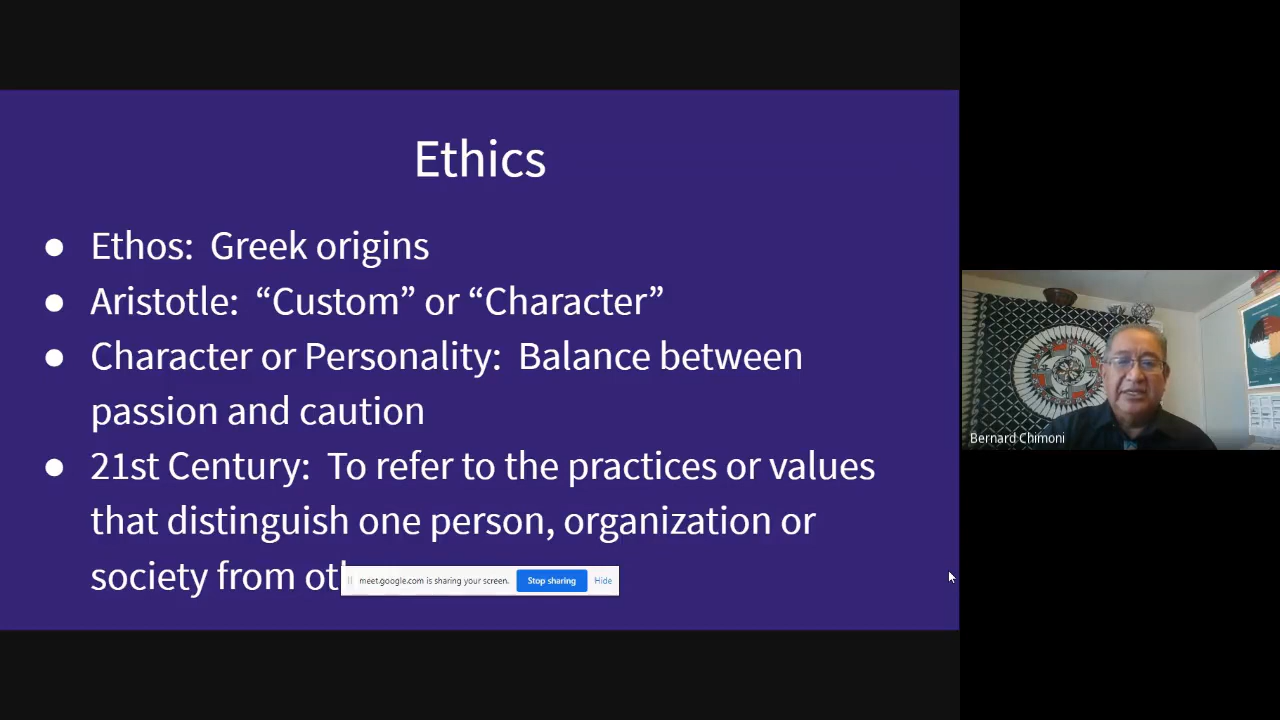 Ethics
● Ethos: Greek origins
● Aristotle: “Custom” or “Character”
● Character or Personality: Balance between
passion and caution
● 21st Century: To refer to the practices or values
that distinguish one person, organization or
society from
meet.google.com is sharing your screen. Stop sharing Hide
Bernard Chimoni